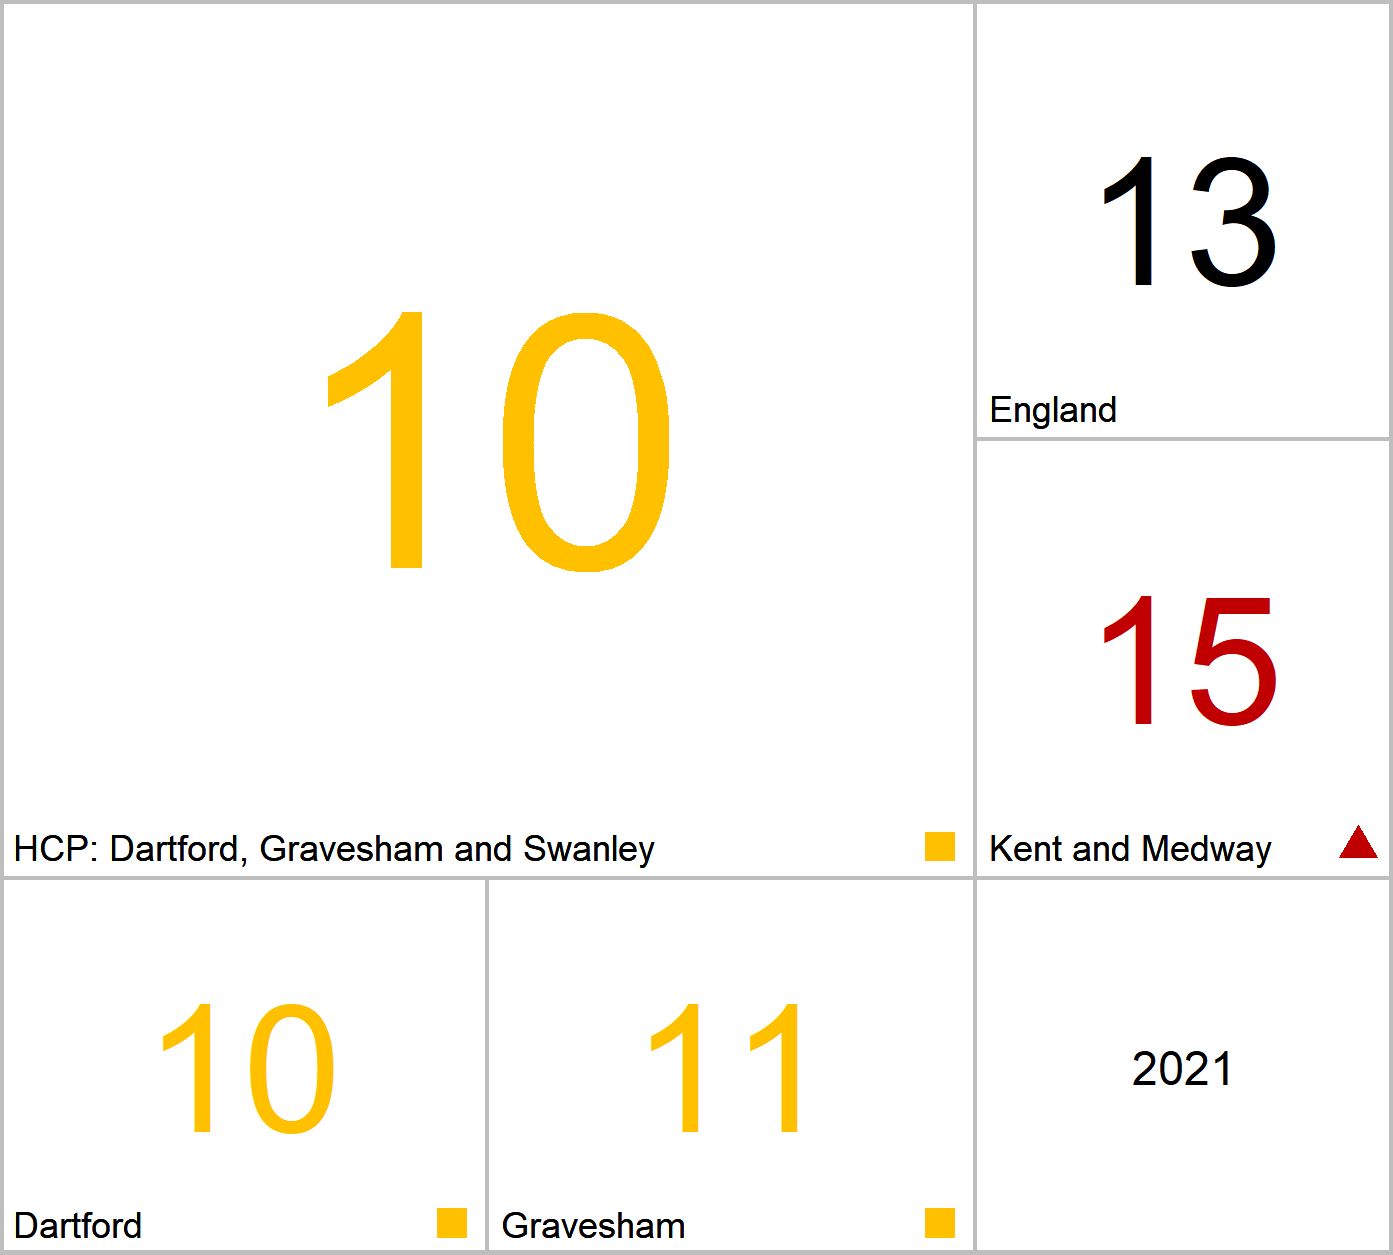 10
HCP: Dartford, Gravesham and Swanley
13
England
15
Kent and Medway
10
Dartford
11
Gravesham
2021